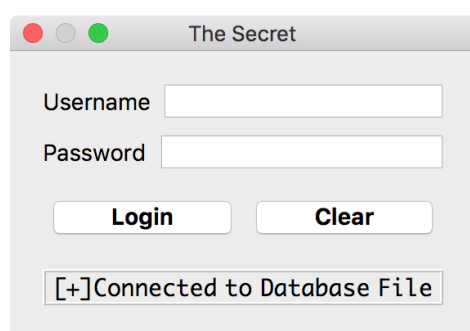 The Secret
Username
Password
Login Clear
[+]Connected to Database File